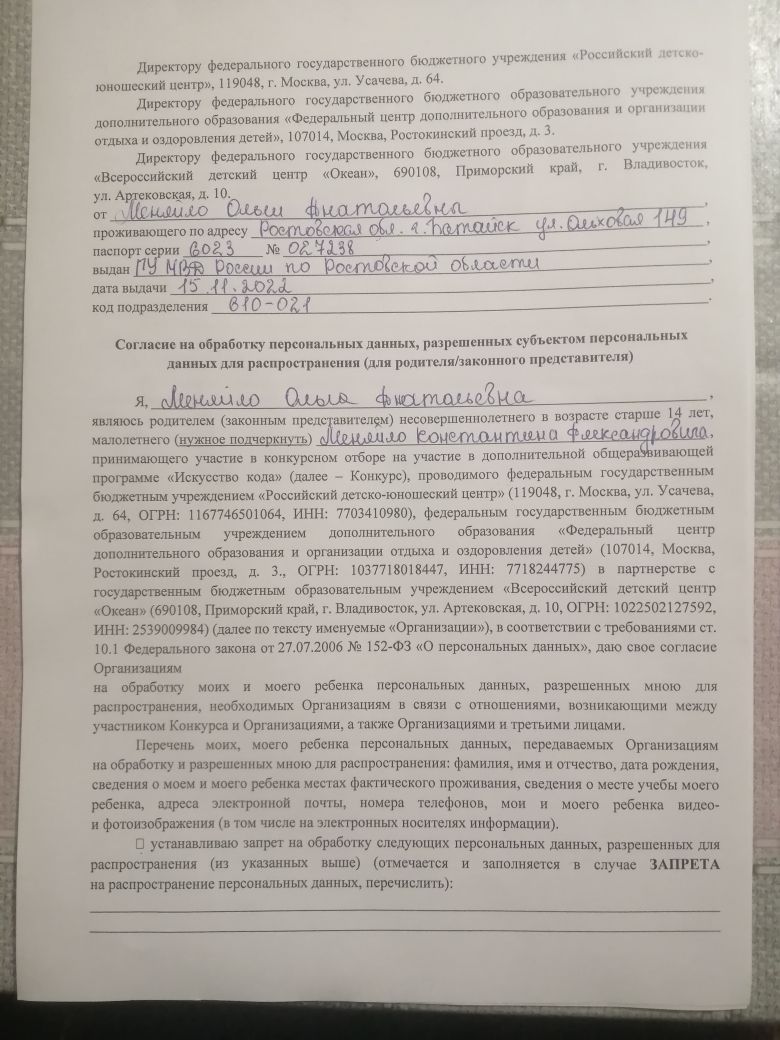 Директору федерального государственного бюджетного учреждения «Российский детско-
юношеский центр», 119048, г. Москва, ул. Усачева, д. 64.
Директору федерального государственного бюджетного образовательного учреждения
дополнительного образования «Федеральный центр дополнительного образования и организации
отдыха и оздоровления детей», 107014, Москва, Ростокинский проезд, д. 3.
Директору федерального государственного бюджетного образовательного учреждения
«Всероссийский детский центр «Океан», 690108, Приморский край, г. Владивосток,
ул. Артековская, д. 10.
от Меняйло Ольги Анатольевны,
проживающего по адресу Ростовская обл. г. Батайск ул. Ольховая 149,
паспорт серии 6023 № 027238
выдан ГУ МВД России по Ростовской области,
дата выдачи 15.11.2022,
код подразделения 610-021.
Согласие на обработку персональных данных, разрешенных субъектом персональных
данных для распространения (для родителя/законного представителя)
Я, Меняйло Ольга Анатольевна,
являюсь родителем (законным представителем) несовершеннолетнего в возрасте старше 14 лет,
малолетнего (нужное подчеркнуть) Меняйло Константина Александровича,
принимающего участие в конкурсном отборе на участие в дополнительной общеразвивающей
программе «Искусство кода» (далее – Конкурс), проводимого федеральным государственным
бюджетным учреждением «Российский детско-юношеский центр» (119048, г. Москва, ул. Усачева,
д. 64, ОГРН: 1167746501064, ИНН: 7703410980), федеральным государственным бюджетным
образовательным учреждением дополнительного образования «Федеральный центр
дополнительного образования и организации отдыха и оздоровления детей» (107014, Москва,
Ростокинский проезд, д. 3., ОГРН: 1037718018447, ИНН: 7718244775) в партнерстве с
государственным бюджетным образовательным учреждением «Всероссийский детский центр
«Океан» (690108, Приморский край, г. Владивосток, ул. Артековская, д. 10, ОГРН: 1022502127592,
ИНН: 2539009984) (далее по тексту именуемые «Организации»), в соответствии с требованиями ст.
10.1 Федерального закона от 27.07.2006 № 152-ФЗ «О персональных данных», даю свое согласие
Организациям
на обработку моих и моего ребенка персональных данных, разрешенных мною для
распространения, необходимых Организациям в связи с отношениями, возникающими между
участником Конкурса и Организациями, а также Организациями и третьими лицами.
Перечень моих, моего ребенка персональных данных, передаваемых Организациям
на обработку и разрешенных мною для распространения: фамилия, имя и отчество, дата рождения,
сведения о моем и моего ребенка местах фактического проживания, сведения о месте учебы моего
ребенка, адреса электронной почты, номера телефонов, мои и моего ребенка видео-
и фотоизображения (в том числе на электронных носителях информации).
□ устанавливаю запрет на обработку следующих персональных данных, разрешенных для
распространения (из указанных выше) (отмечается и заполняется в случае ЗАПРЕТА
на распространение персональных данных, перечислить):